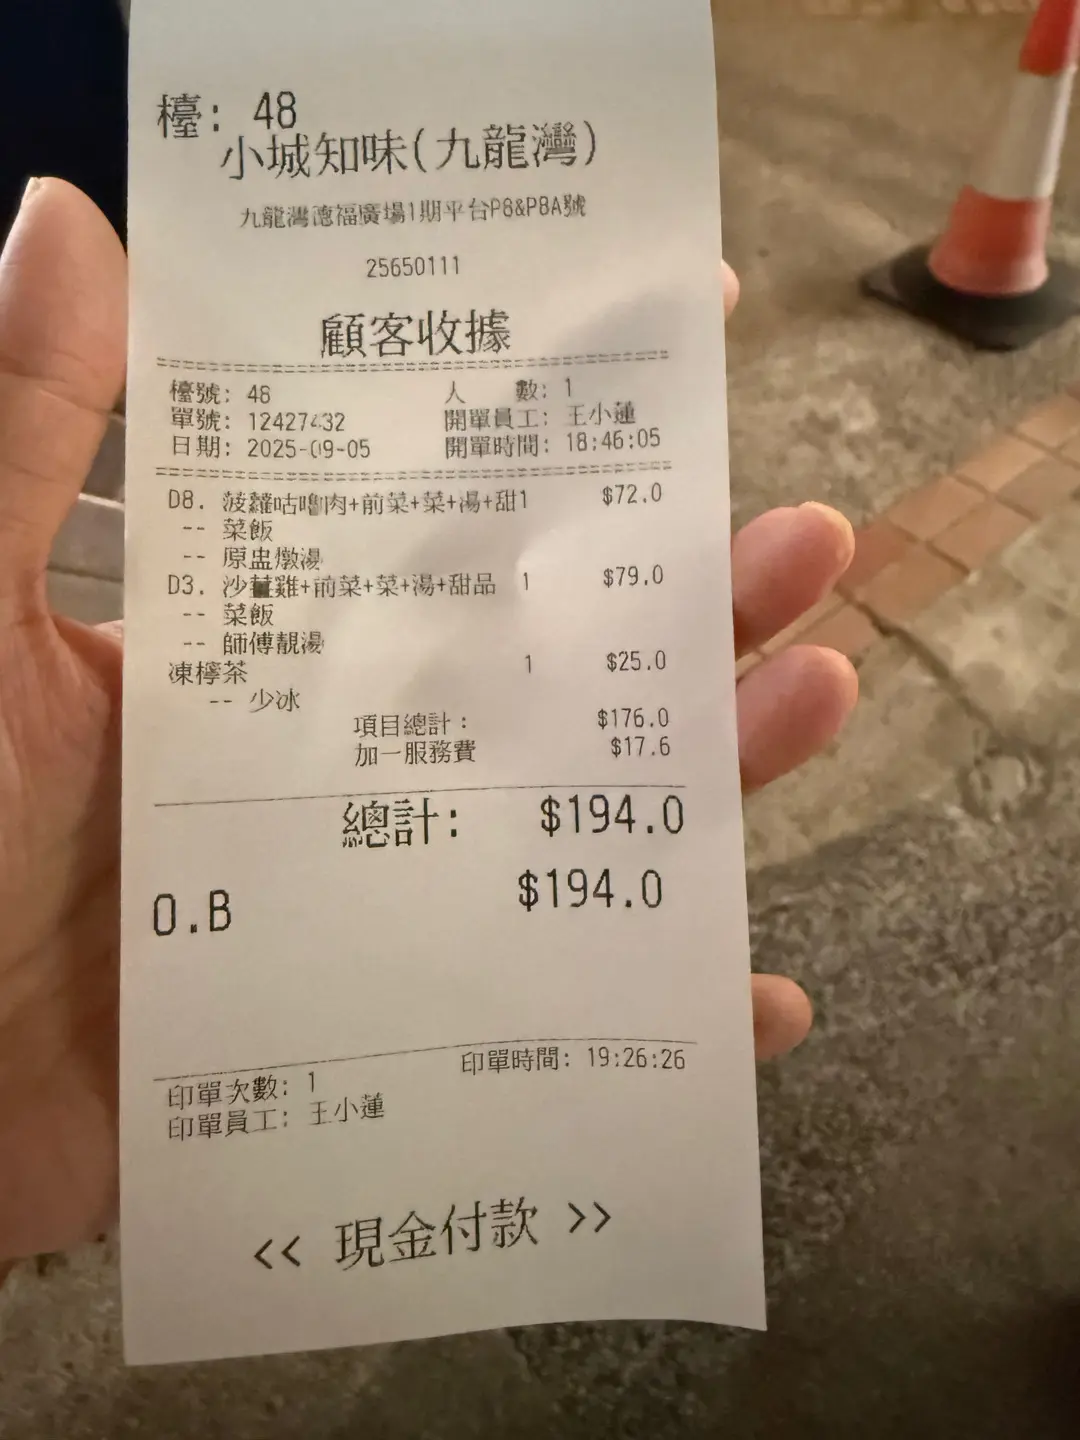 檯: 48
小城知味(九龍灣)
九龍灣德福廣場1期平台P8&P8A號
25650111
顧客收據
檯號: 48 人 數: 1
單號: 12427432 開單員工: 王小蓮
日期: 2025-09-05 開單時間: 18:46:05
D8. 菠蘿咕嚕肉+前菜+菜+湯+甜1 $72.0
-- 菜飯
-- 原盅燉湯
D3. 沙薑雞+前菜+菜+湯+甜品 1 $79.0
-- 菜飯
-- 師傅靚湯
凍檸茶 1 $25.0
-- 少冰
項目總計: $176.0
加一服務費 $17.6
總計: $194.0
O.B $194.0
印單次數: 1 印單時間: 19:26:26
印單員工: 王小蓮
<< 現金付款 >>